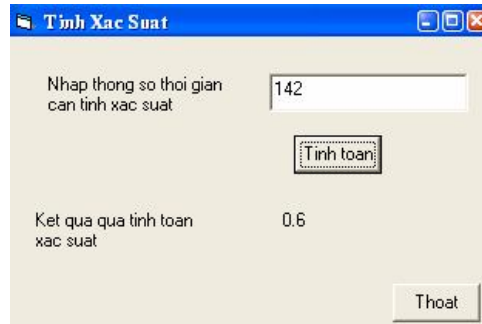 Tinh Xac Suat
Nhap thong so thoi gian
can tinh xac suat
142
Tinh toan
Ket qua qua tinh toan
xac suat
0.6
Thoat